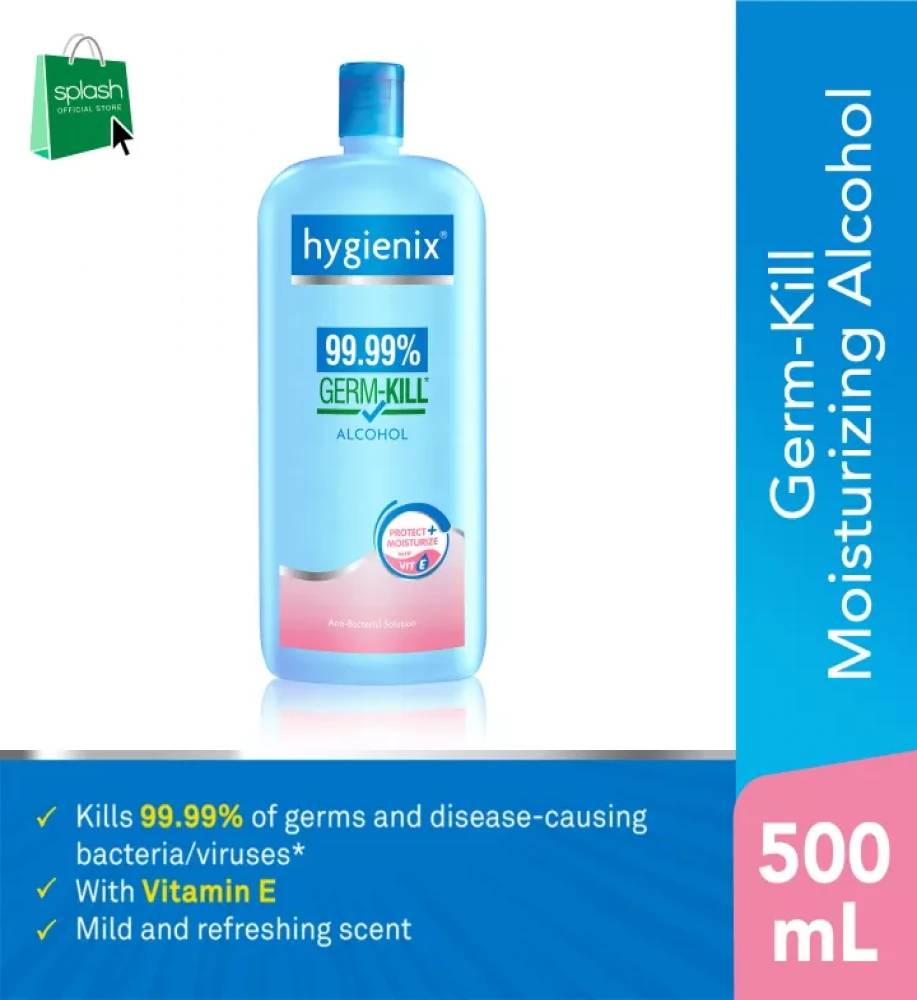 splash
OFFICIAL STORE
hygienix®
99.99%
GERM-KILL*
ALCOHOL
PROTECT +
MOISTURIZE
WITH
VIT E
Anti-Bacterial Solution
Germ-Kill
Moisturizing Alcohol
✓ Kills 99.99% of germs and disease-causing
bacteria/viruses*
✓ With Vitamin E
✓ Mild and refreshing scent
500
mL